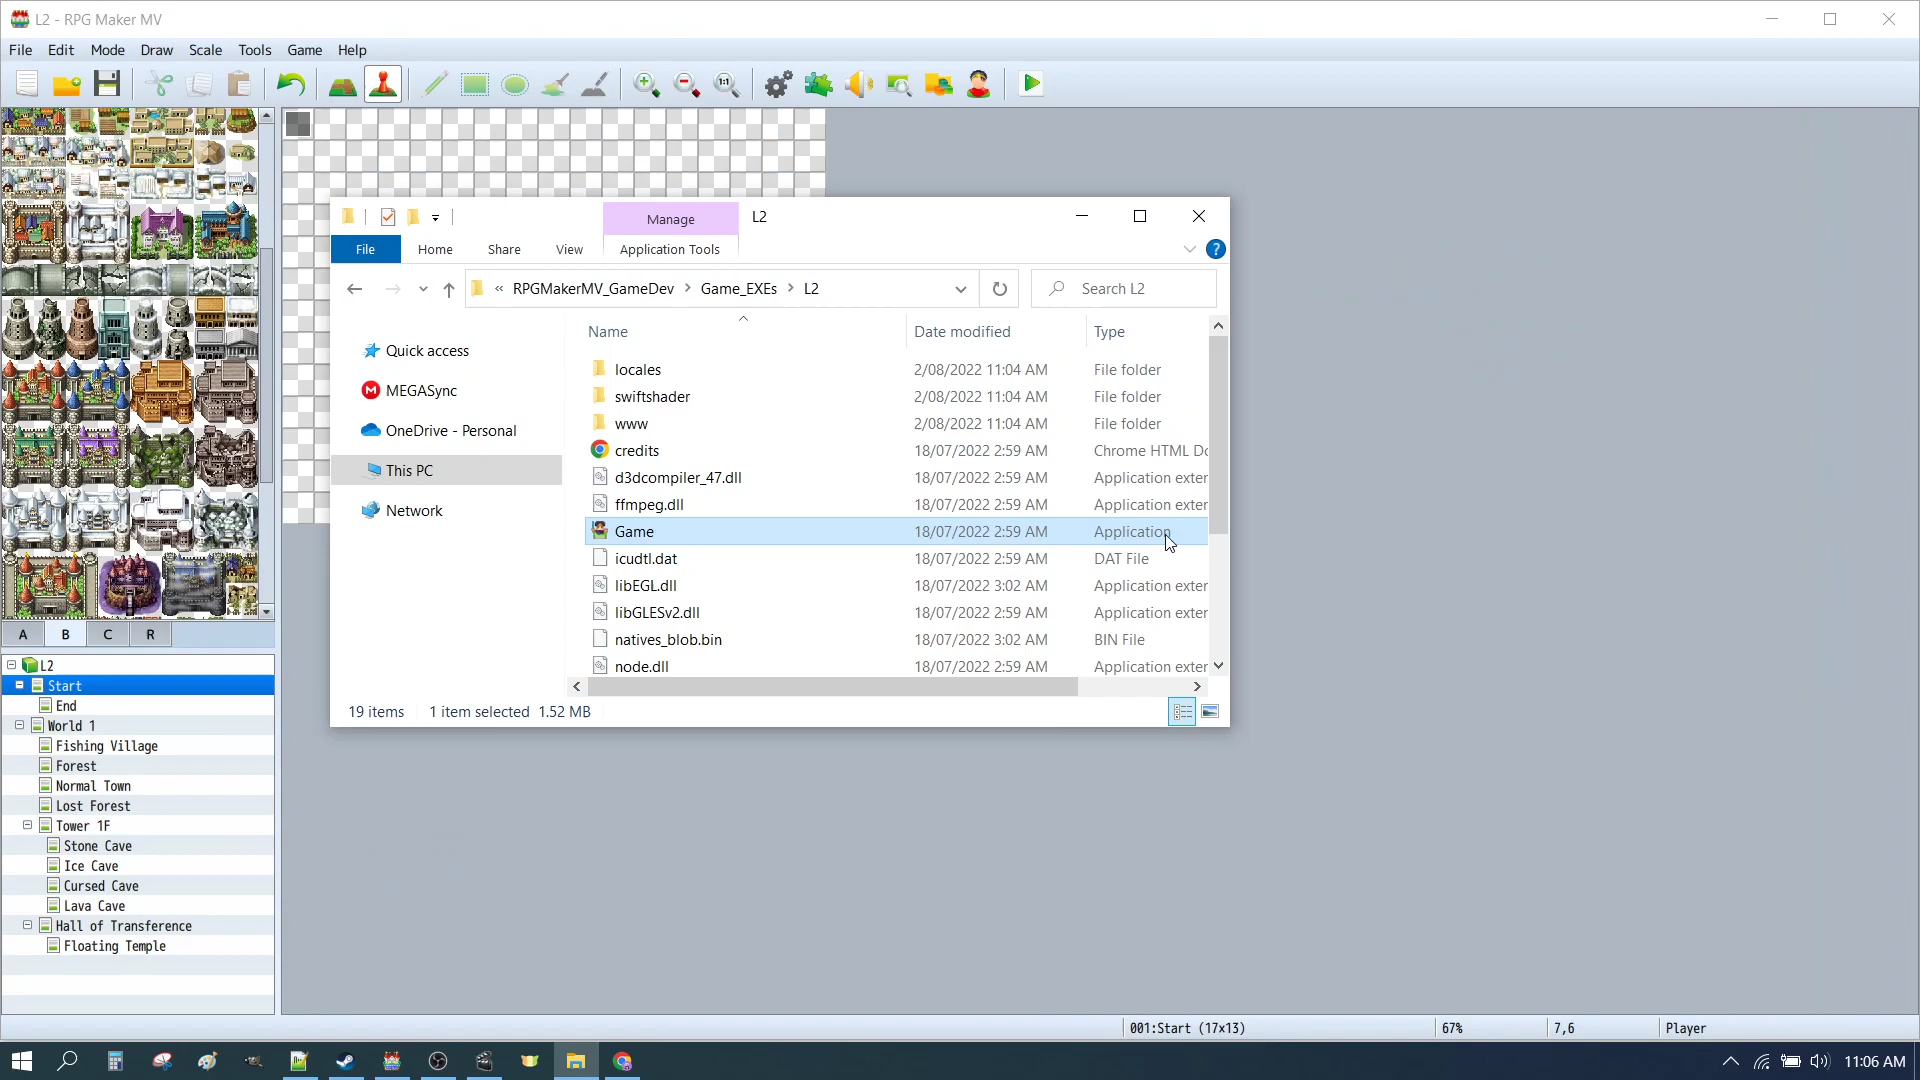 L2 - RPG Maker MV
File Edit Mode Draw Scale Tools Game Help
1:1
Manage L2
File Home Share View Application Tools
« RPGMakerMV_GameDev > Game_EXEs > L2 Search L2
Name Date modified Type
Quick access
MEGASync
OneDrive - Personal
This PC
Network
locales 2/08/2022 11:04 AM File folder
swiftshader 2/08/2022 11:04 AM File folder
www 2/08/2022 11:04 AM File folder
credits 18/07/2022 2:59 AM Chrome HTML Do
d3dcompiler_47.dll 18/07/2022 2:59 AM Application exter
ffmpeg.dll 18/07/2022 2:59 AM Application exter
Game 18/07/2022 2:59 AM Application
icudtl.dat 18/07/2022 2:59 AM DAT File
libEGL.dll 18/07/2022 3:02 AM Application exter
libGLESv2.dll 18/07/2022 2:59 AM Application exter
natives_blob.bin 18/07/2022 3:02 AM BIN File
node.dll 18/07/2022 2:59 AM Application exter
19 items 1 item selected 1.52 MB
A B C R
L2
Start
End
World 1
Fishing Village
Forest
Normal Town
Lost Forest
Tower 1F
Stone Cave
Ice Cave
Cursed Cave
Lava Cave
Hall of Transference
Floating Temple
001:Start (17x13) 67% 7,6 Player
11:06 AM